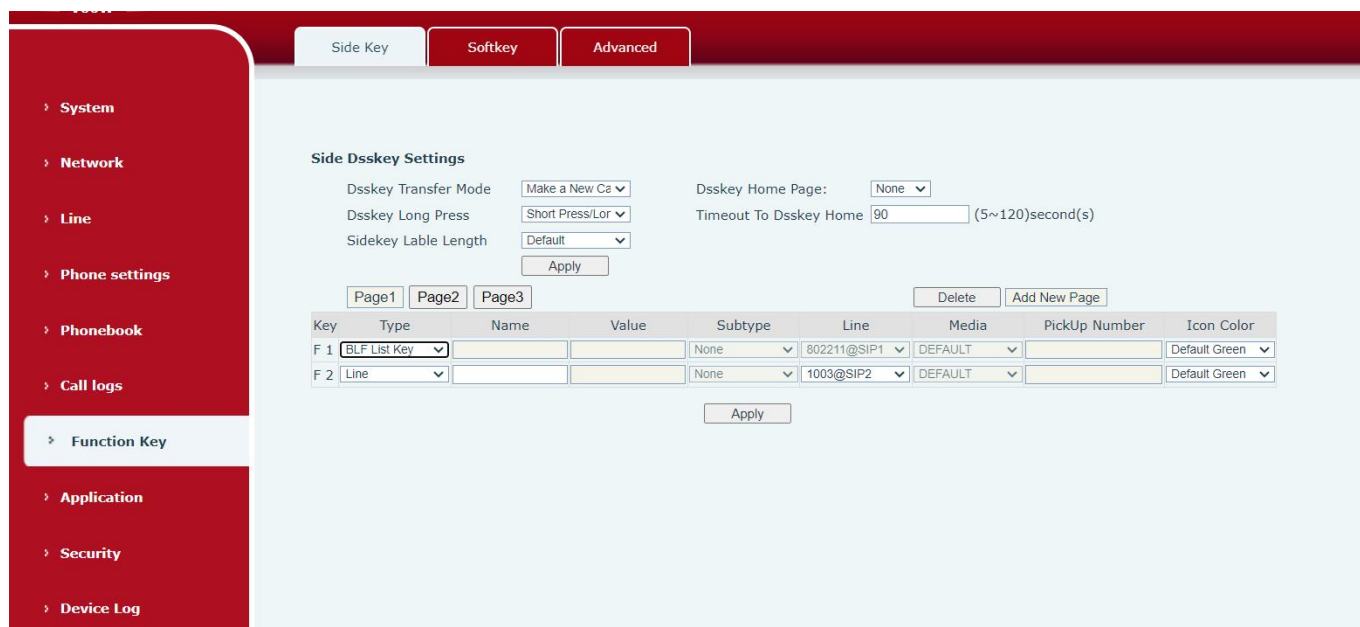 Side Key Softkey Advanced
System
Network
Line
Phone settings
Phonebook
Call logs
Function Key
Application
Security
Device Log
Side Dsskey Settings
Dsskey Transfer Mode Make a New Ca Dsskey Home Page: None
Dsskey Long Press Short Press/Lor Timeout To Dsskey Home 90 (5~120)second(s)
Sidekey Lable Length Default
Apply
Page1 Page2 Page3 Delete Add New Page
Key Type Name Value Subtype Line Media PickUp Number Icon Color
F 1 BLF List Key None 802211@SIP1 DEFAULT Default Green
F 2 Line None 1003@SIP2 DEFAULT Default Green
Apply